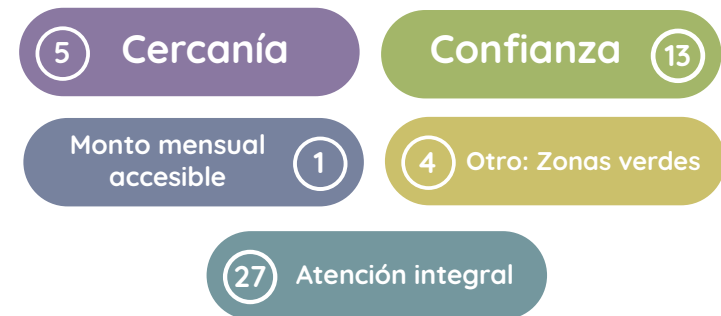 5 Cercanía
Confianza 13
Monto mensual
accesible 1
4 Otro: Zonas verdes
27 Atención integral